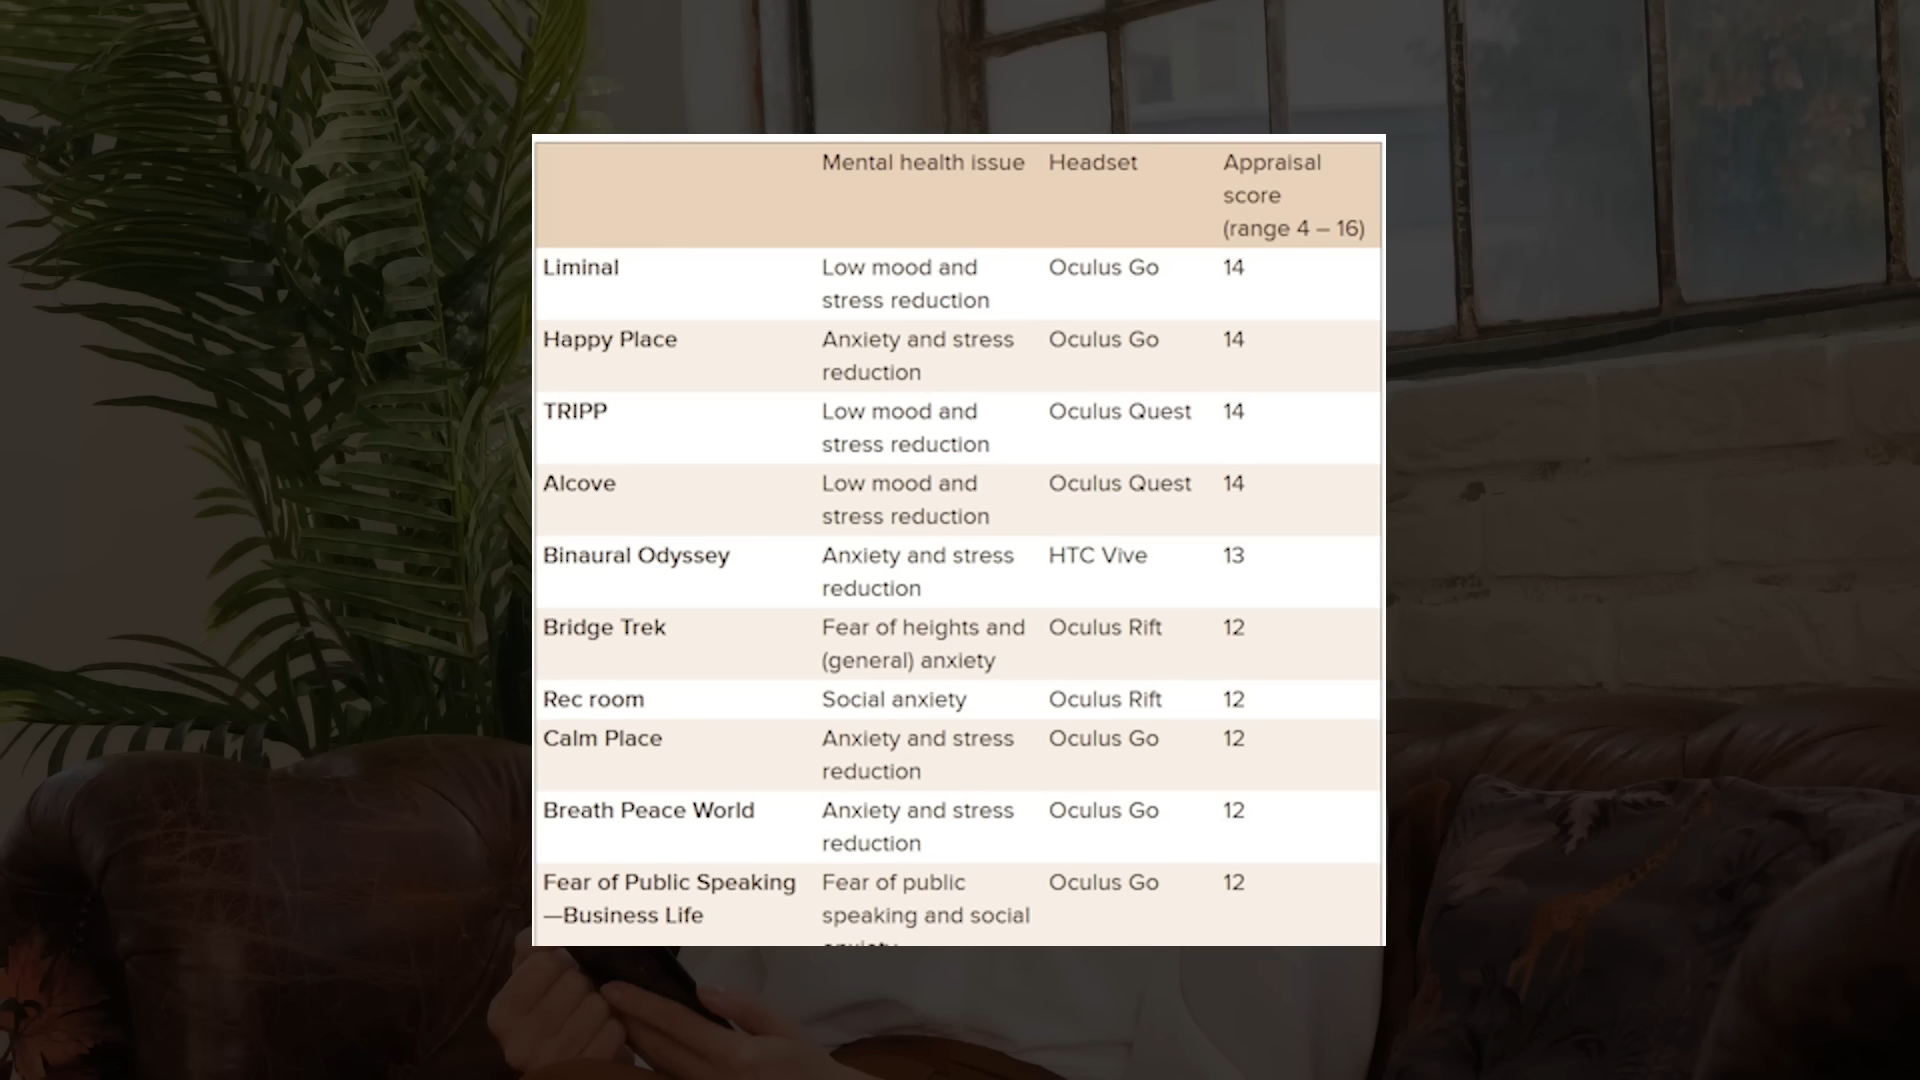 Mental health issue Headset Appraisal
score
(range 4 – 16)
Liminal Low mood and Oculus Go 14
stress reduction
Happy Place Anxiety and stress Oculus Go 14
reduction
TRIPP Low mood and Oculus Quest 14
stress reduction
Alcove Low mood and Oculus Quest 14
stress reduction
Binaural Odyssey Anxiety and stress HTC Vive 13
reduction
Bridge Trek Fear of heights and Oculus Rift 12
(general) anxiety
Rec room Social anxiety Oculus Rift 12
Calm Place Anxiety and stress Oculus Go 12
reduction
Breath Peace World Anxiety and stress Oculus Go 12
reduction
Fear of Public Speaking Fear of public Oculus Go 12
—Business Life speaking and social